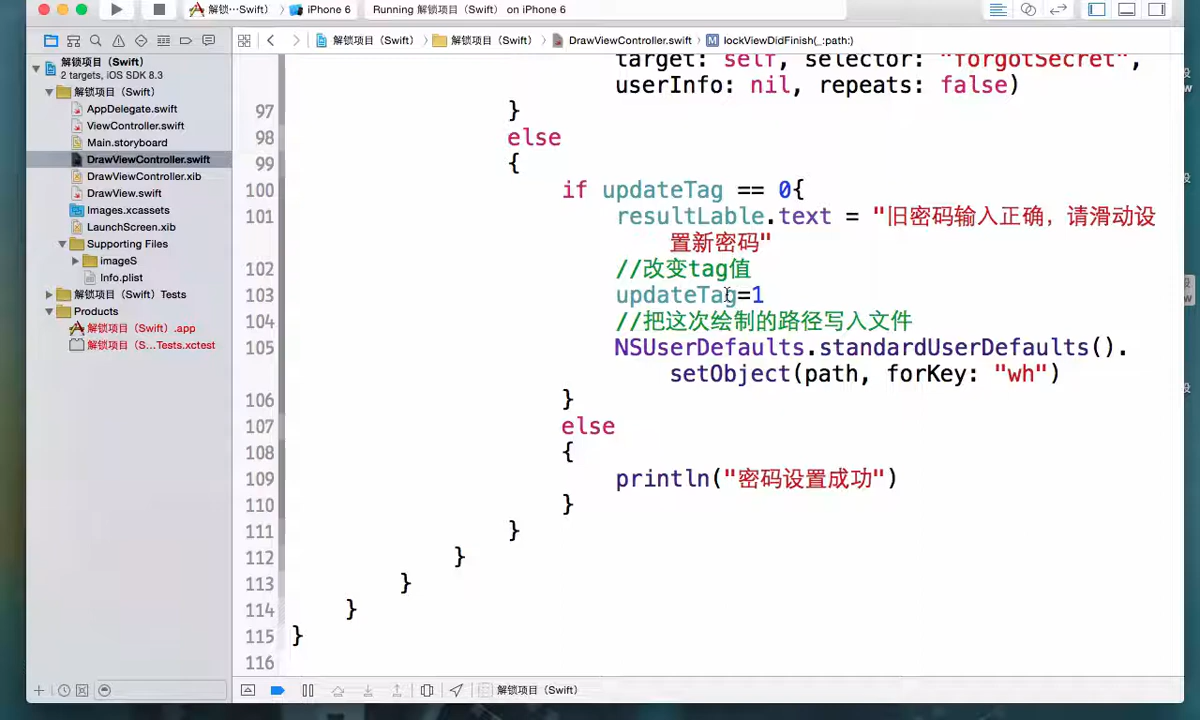 解锁⋯Swift） iPhone 6 Running 解锁项目（Swift） on iPhone 6
解锁项目（Swift） 解锁项目（Swift） DrawViewController.swift M lockViewDidFinish(_:path:)
解锁项目（Swift）
2 targets, iOS SDK 8.3
解锁项目（Swift）
AppDelegate.swift
ViewController.swift
Main.storyboard
DrawViewController.swift
DrawViewController.xib
DrawView.swift
Images.xcassets
LaunchScreen.xib
Supporting Files
imageS
Info.plist
解锁项目（Swift）Tests
Products
解锁项目（Swift）.app
解锁项目（S...Tests.xctest
target: self, selector: "forgotSecret",
userInfo: nil, repeats: false)
97 }
98 else
99 {
100 if updateTag == 0{
101 resultLable.text = "旧密码输入正确，请滑动设
置新密码"
102 //改变tag值
103 updateTag=1
104 //把这次绘制的路径写入文件
105 NSUserDefaults.standardUserDefaults().
setObject(path, forKey: "wh")
106 }
107 else
108 {
109 println("密码设置成功")
110 }
111 }
112 }
113 }
114 }
115 }
116
解锁项目（Swift）